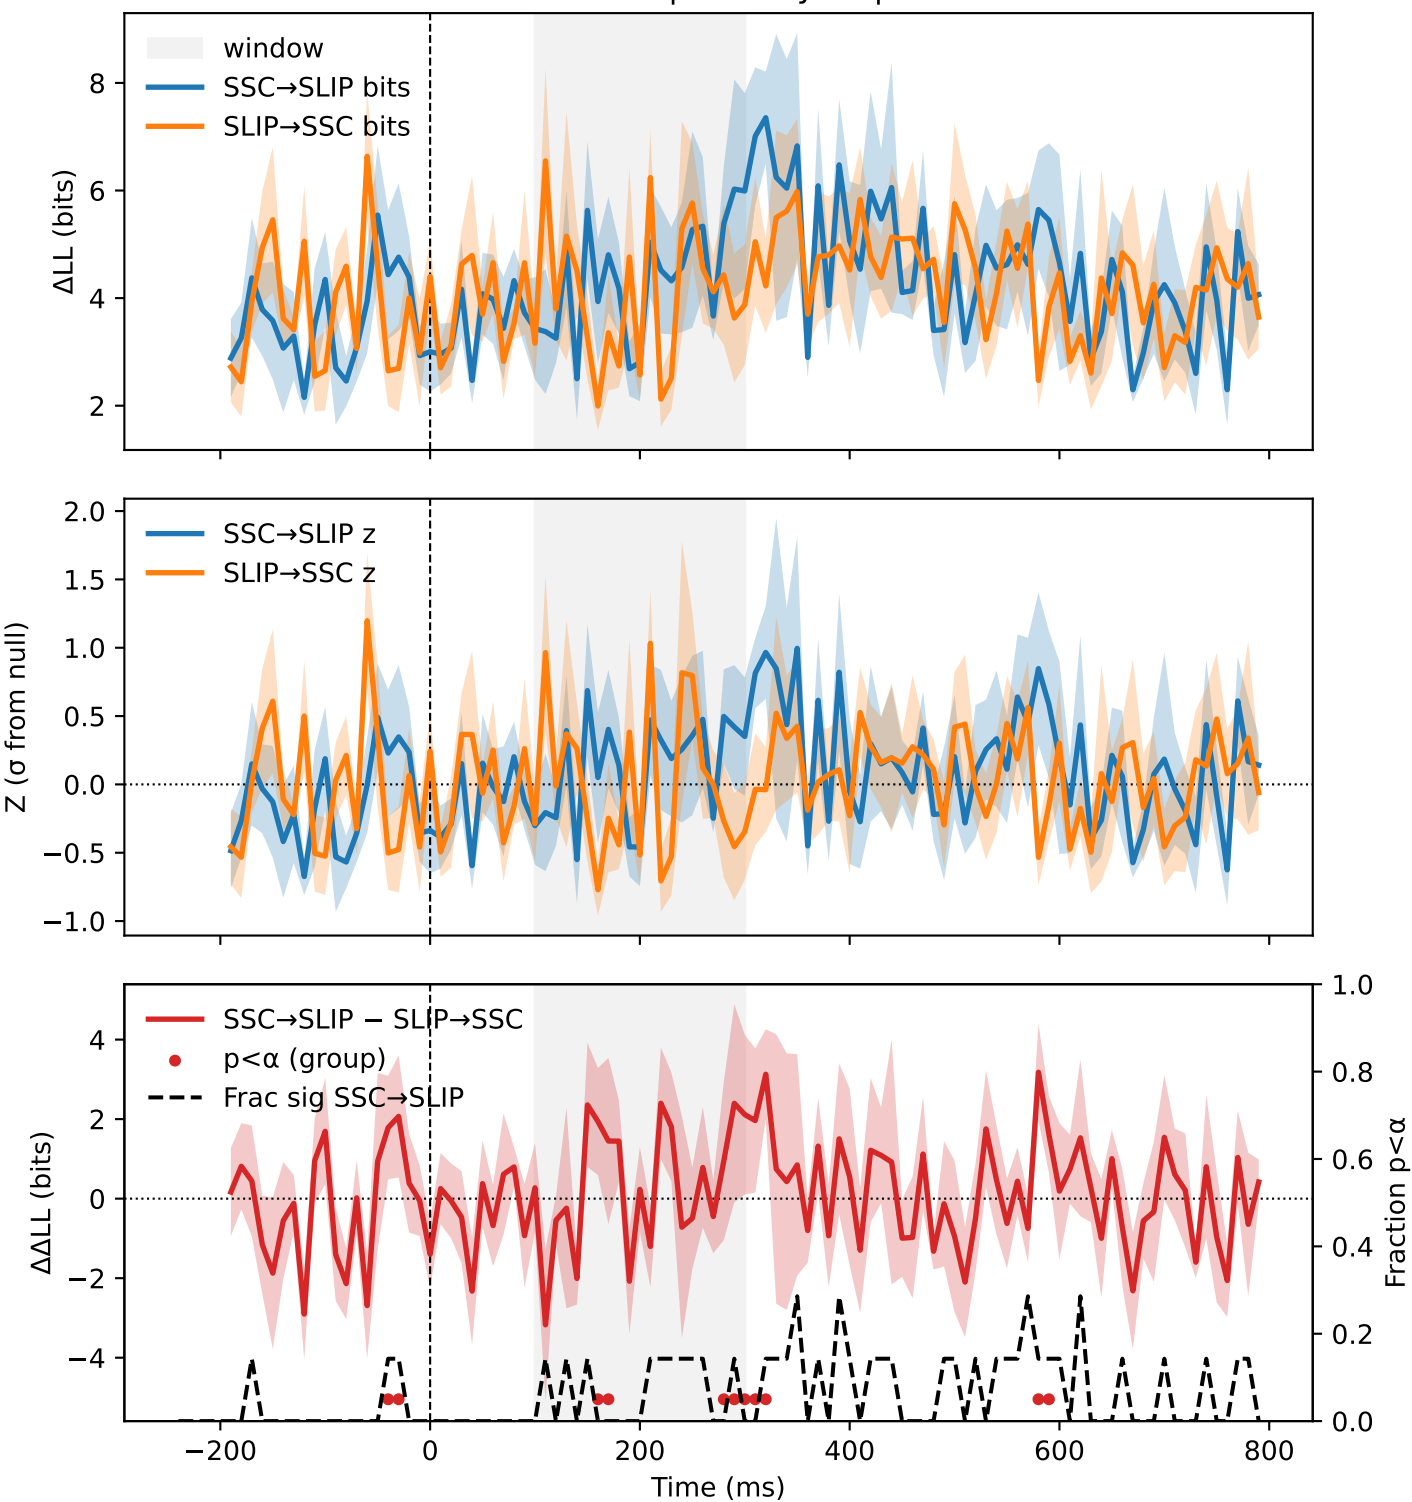 window
SSC→SLIP bits
SLIP→SSC bits
ΔLL (bits)
8
6
4
2
SSC→SLIP z
SLIP→SSC z
Z (σ from null)
2.0
1.5
1.0
0.5
0.0
−0.5
−1.0
SSC→SLIP − SLIP→SSC
p<α (group)
Frac sig SSC→SLIP
ΔΔLL (bits)
4
2
0
−2
−4
1.0
0.8
0.6
0.4
0.2
0.0
Fraction p<α
−200 0 200 400 600 800
Time (ms)